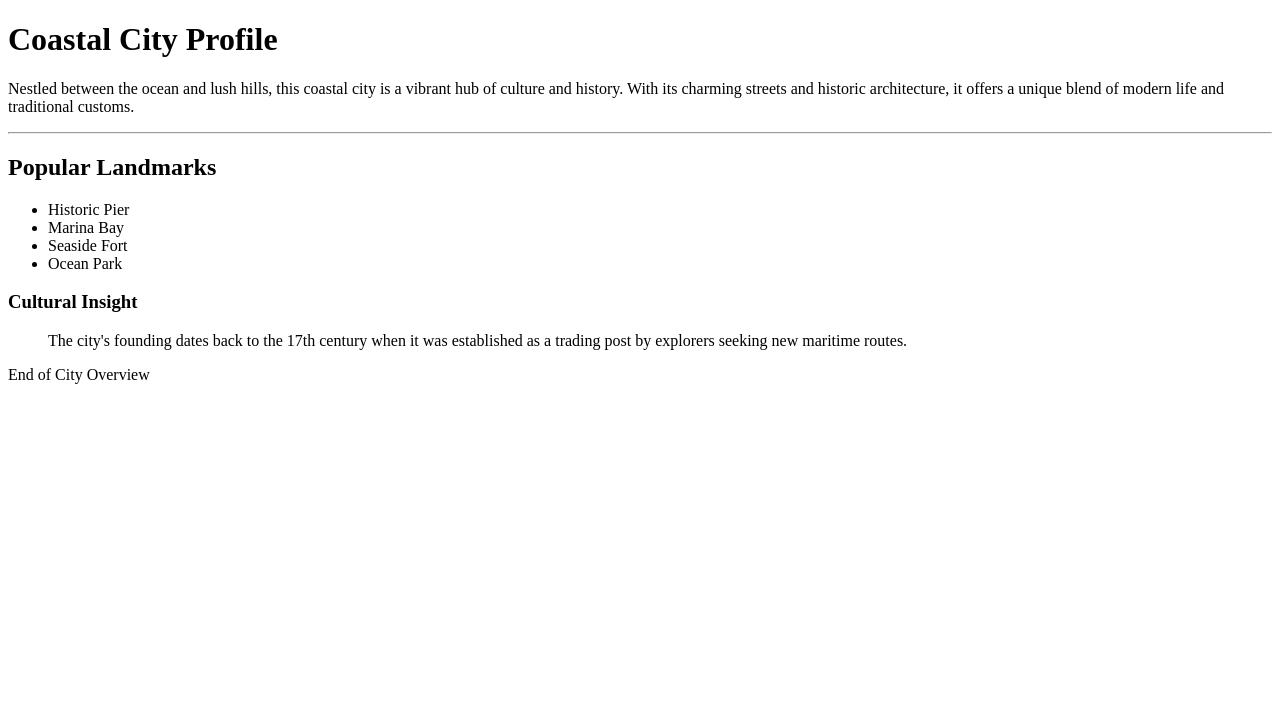 Coastal City Profile
Nestled between the ocean and lush hills, this coastal city is a vibrant hub of culture and history. With its charming streets and historic architecture, it offers a unique blend of modern life and
traditional customs.
Popular Landmarks
Historic Pier
Marina Bay
Seaside Fort
Ocean Park
Cultural Insight
The city's founding dates back to the 17th century when it was established as a trading post by explorers seeking new maritime routes.
End of City Overview